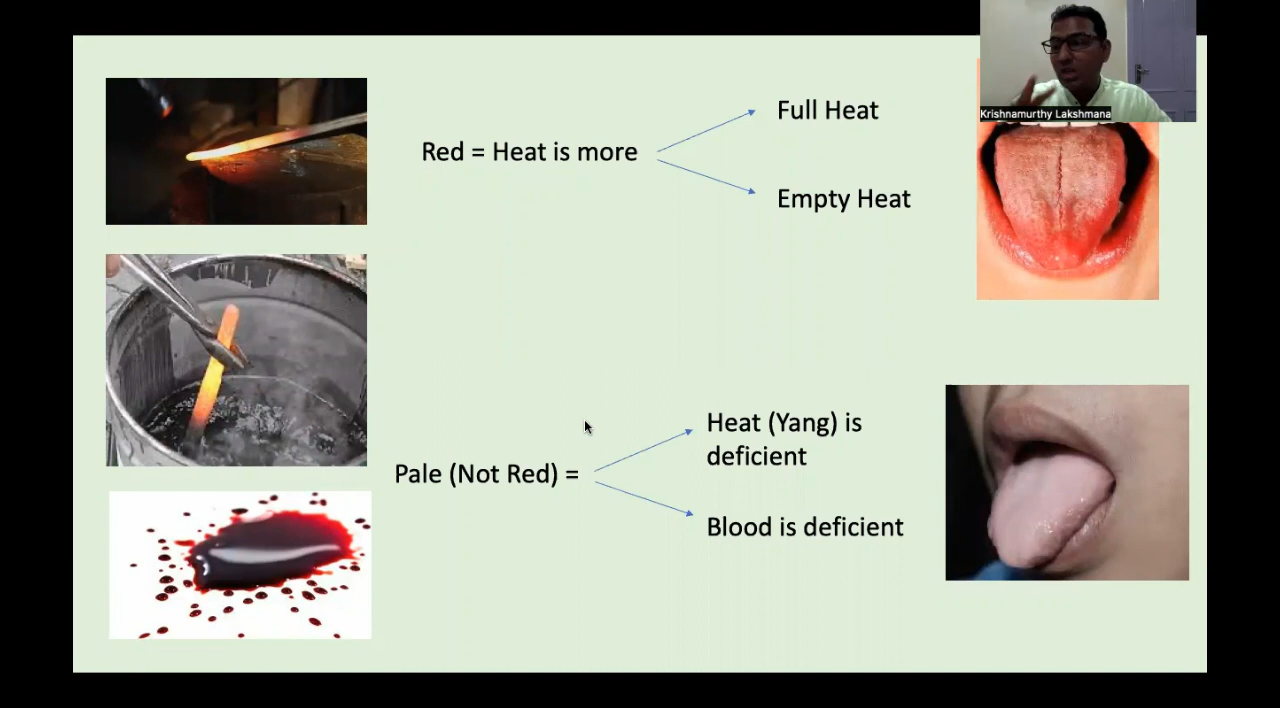 Krishnamurthy Lakshmana
Full Heat
Red = Heat is more
Empty Heat
Heat (Yang) is
deficient
Pale (Not Red) =
Blood is deficient